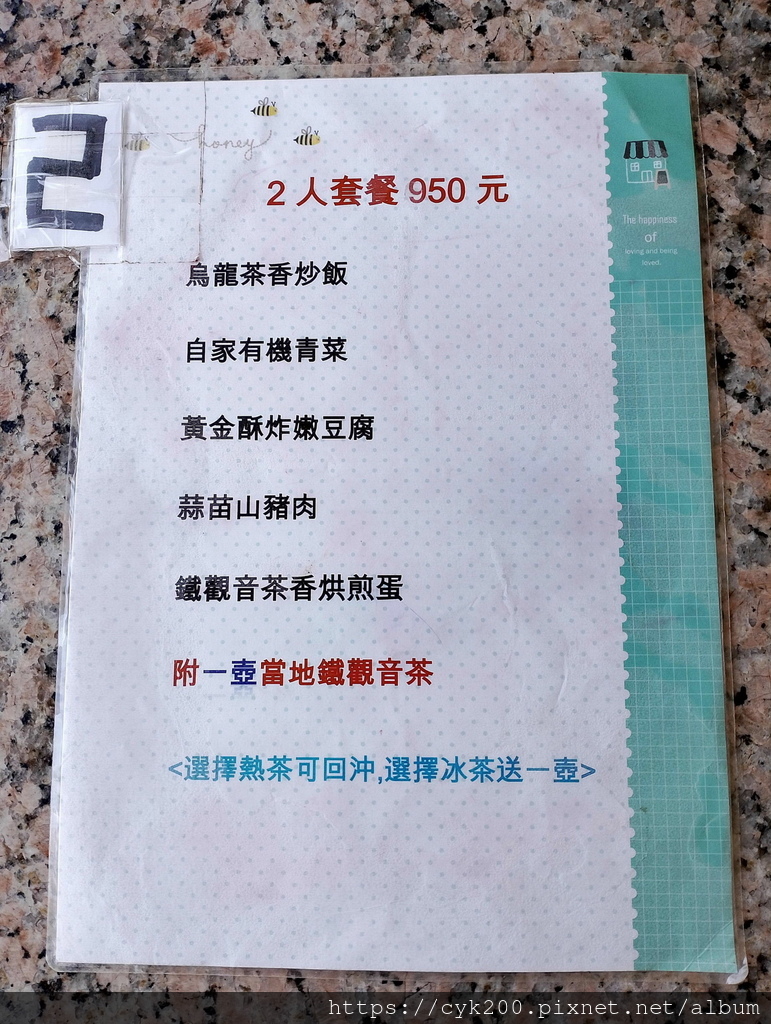 honey
2
2人套餐 950 元
烏龍茶香炒飯
自家有機青菜
黃金酥炸嫩豆腐
蒜苗山豬肉
鐵觀音茶香烘煎蛋
附一壺當地鐵觀音茶
<選擇熱茶可回沖,選擇冰茶送一壺>
The happiness
of
loving and being
loved.
https://cyk200.pixnet.net/album